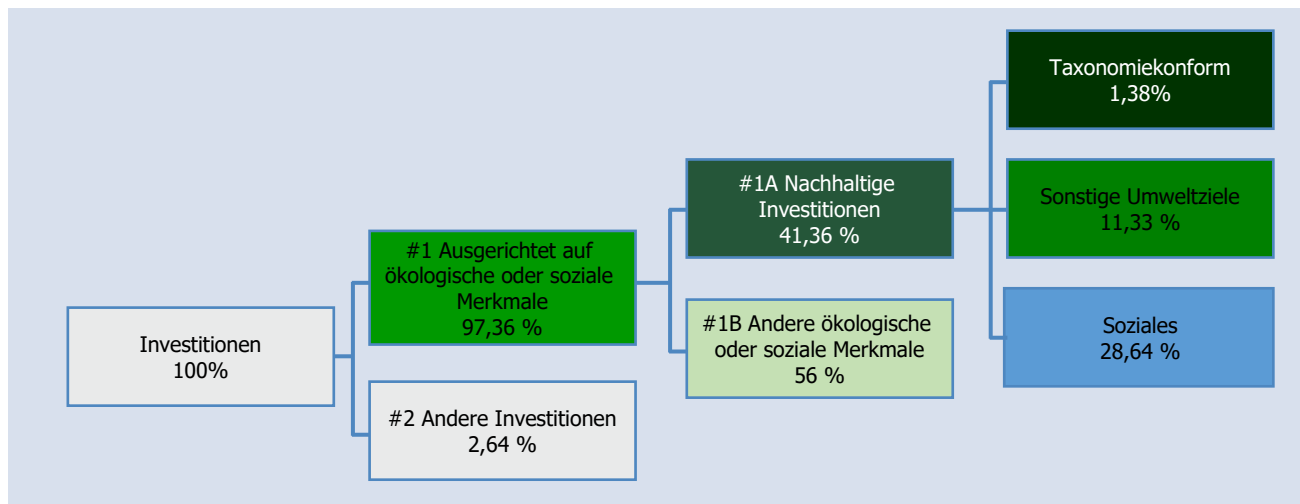 Investitionen
100%
#1 Ausgerichtet auf
ökologische oder soziale
Merkmale
97,36 %
#2 Andere Investitionen
2,64 %
#1A Nachhaltige
Investitionen
41,36 %
#1B Andere ökologische
oder soziale Merkmale
56 %
Taxonomiekonform
1,38%
Sonstige Umweltziele
11,33 %
Soziales
28,64 %